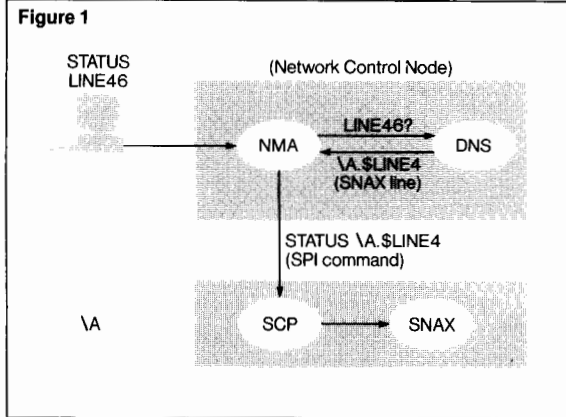 Figure 1
STATUS
LINE46
(Network Control Node)
NMA
LINE46?
DNS
\A.$LINE4
(SNAX line)
STATUS \A.$LINE4
(SPI command)
\A
SCP
SNAX